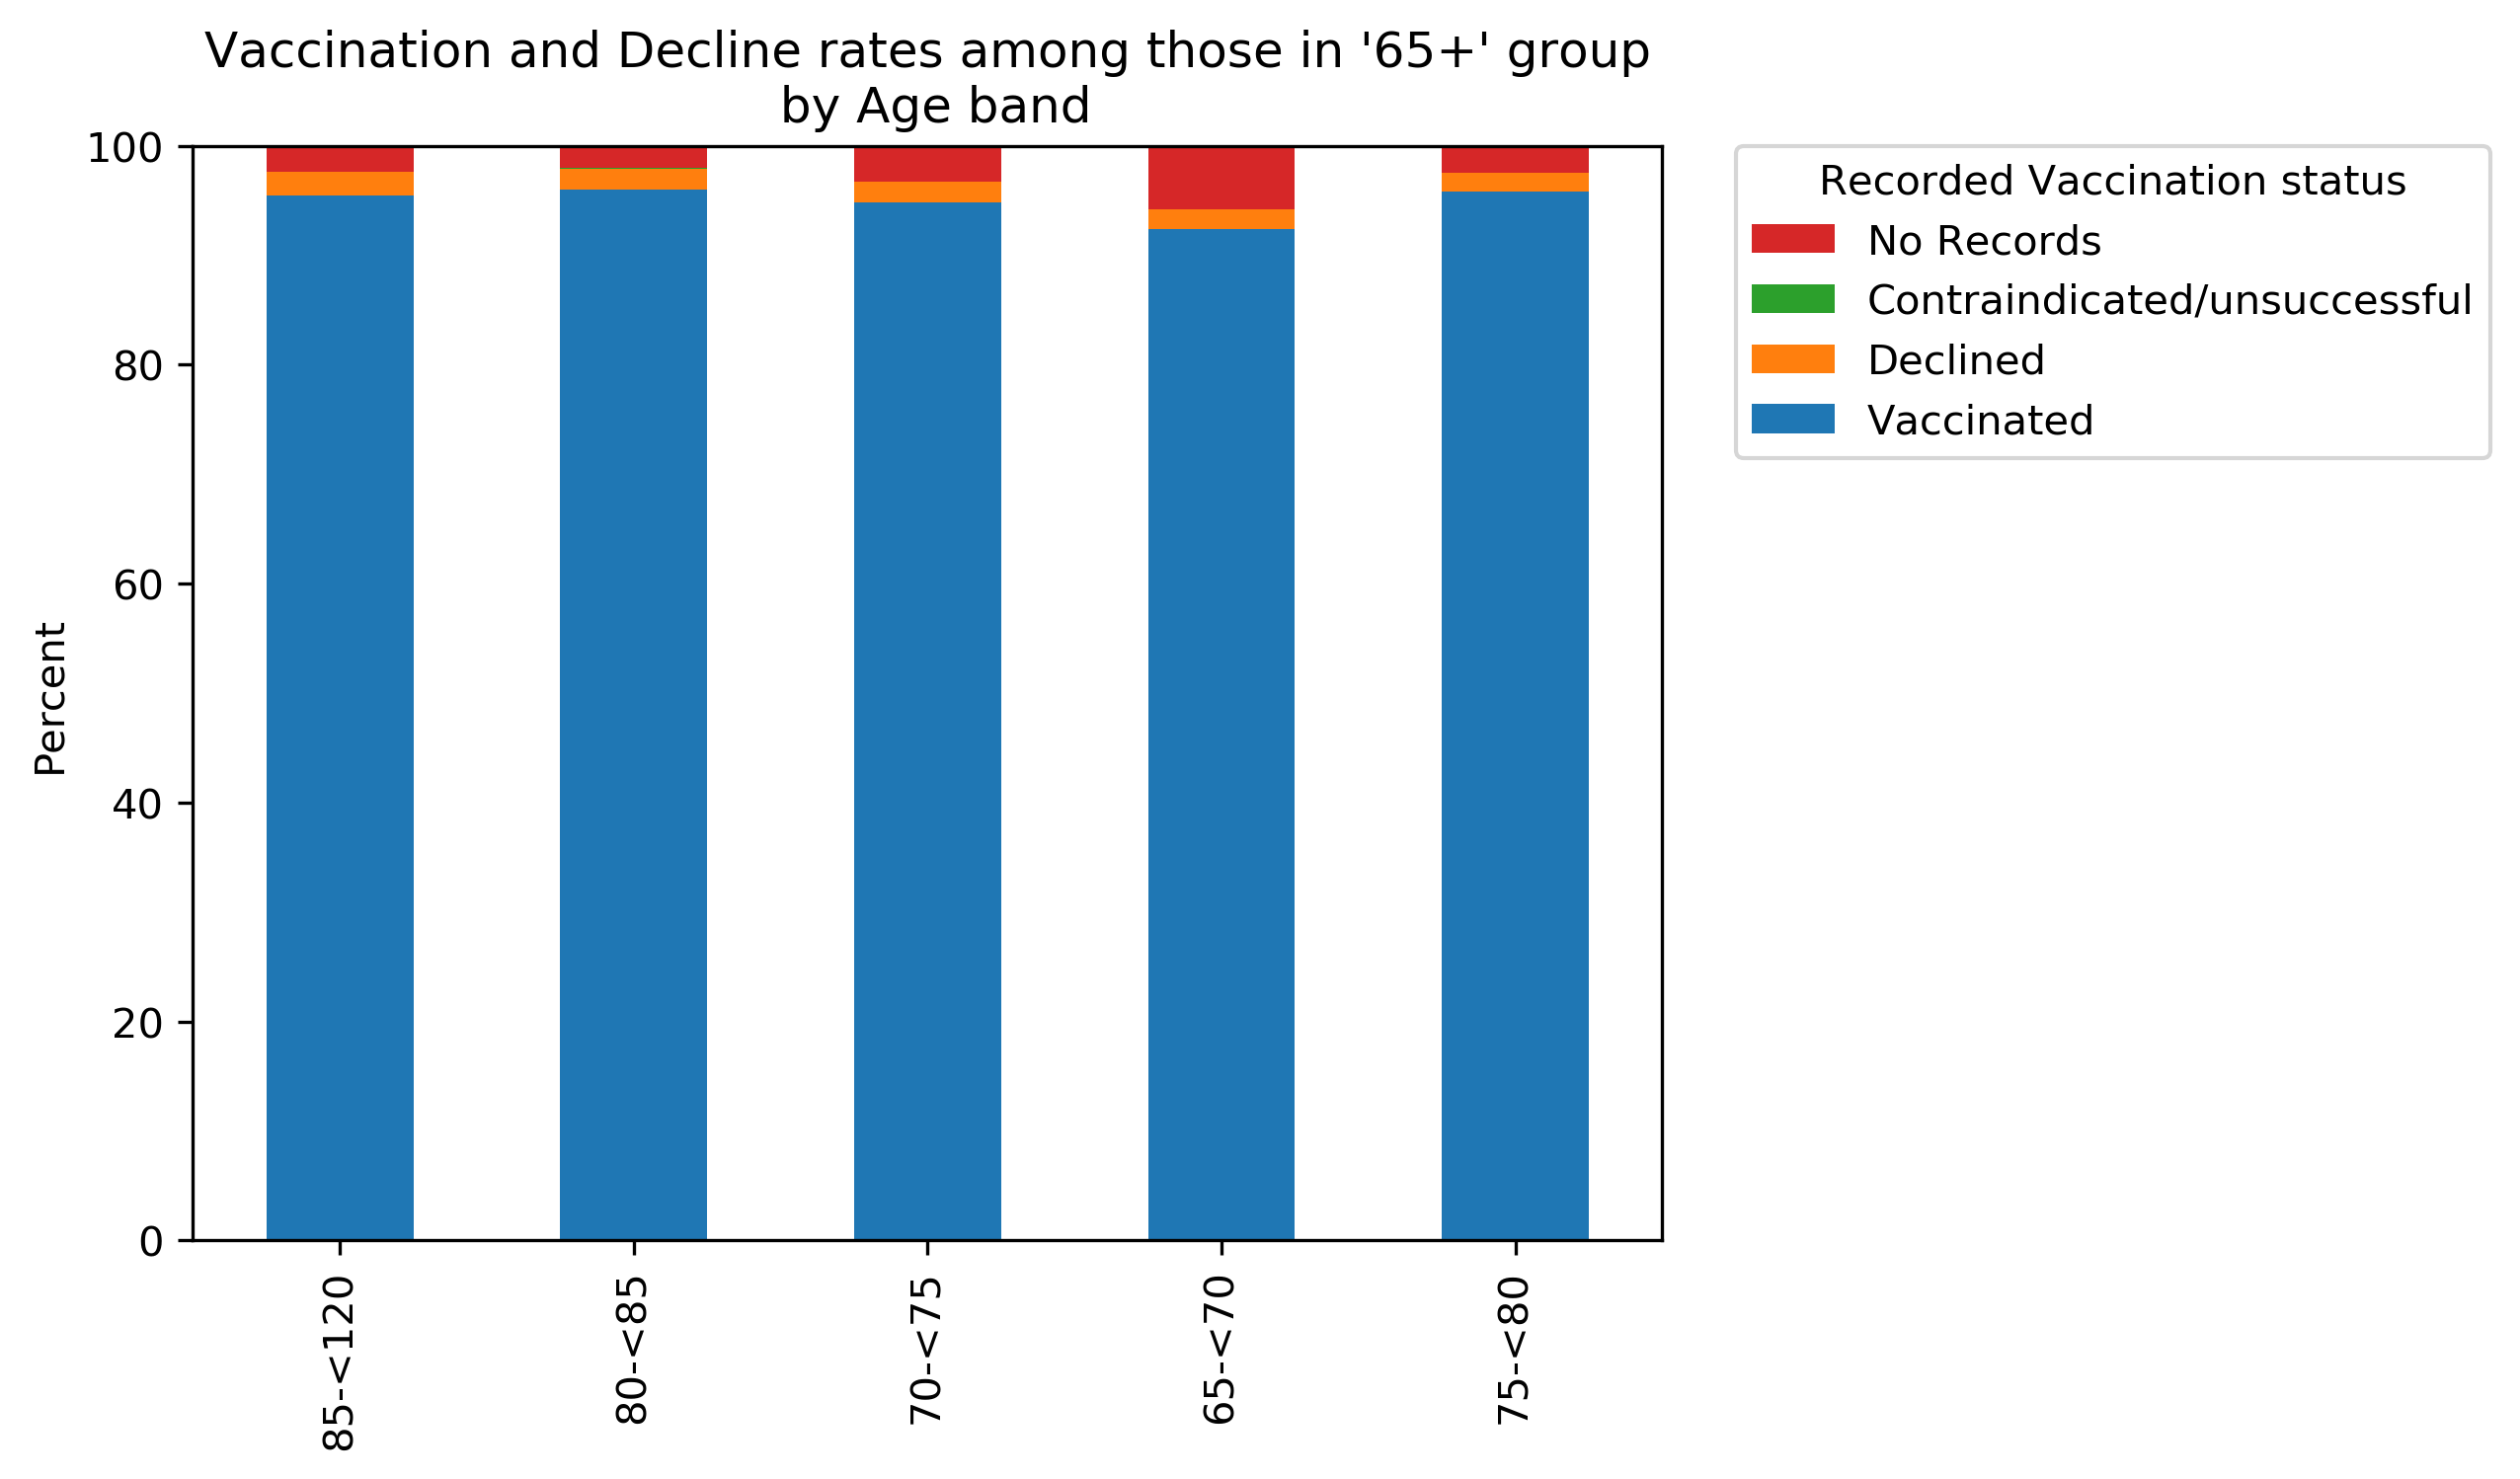 Vaccination and Decline rates among those in '65+' group
by Age band
100
80
60
40
20
0
Percent
85-<120
80-<85
70-<75
65-<70
75-<80
Recorded Vaccination status
No Records
Contraindicated/unsuccessful
Declined
Vaccinated